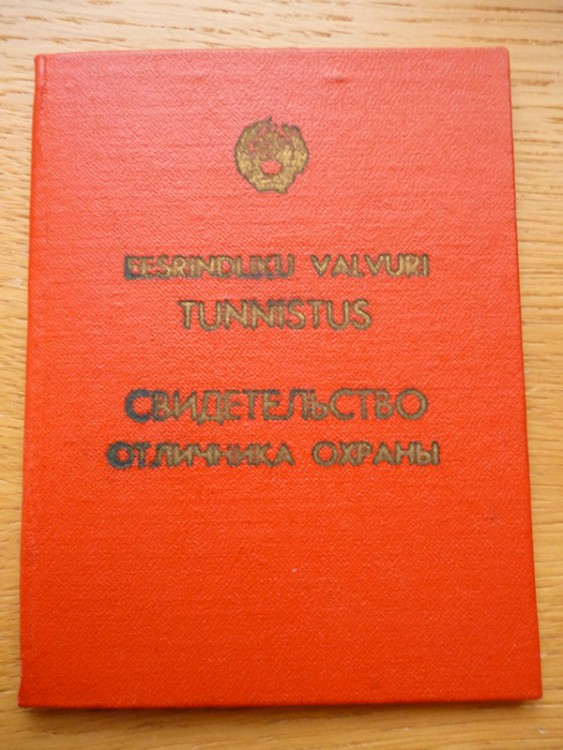 EESRINDLIKU VALVURI
TUNNISTUS
СВИДЕТЕЛЬСТВО
ОТЛИЧНИКА ОХРАНЫ